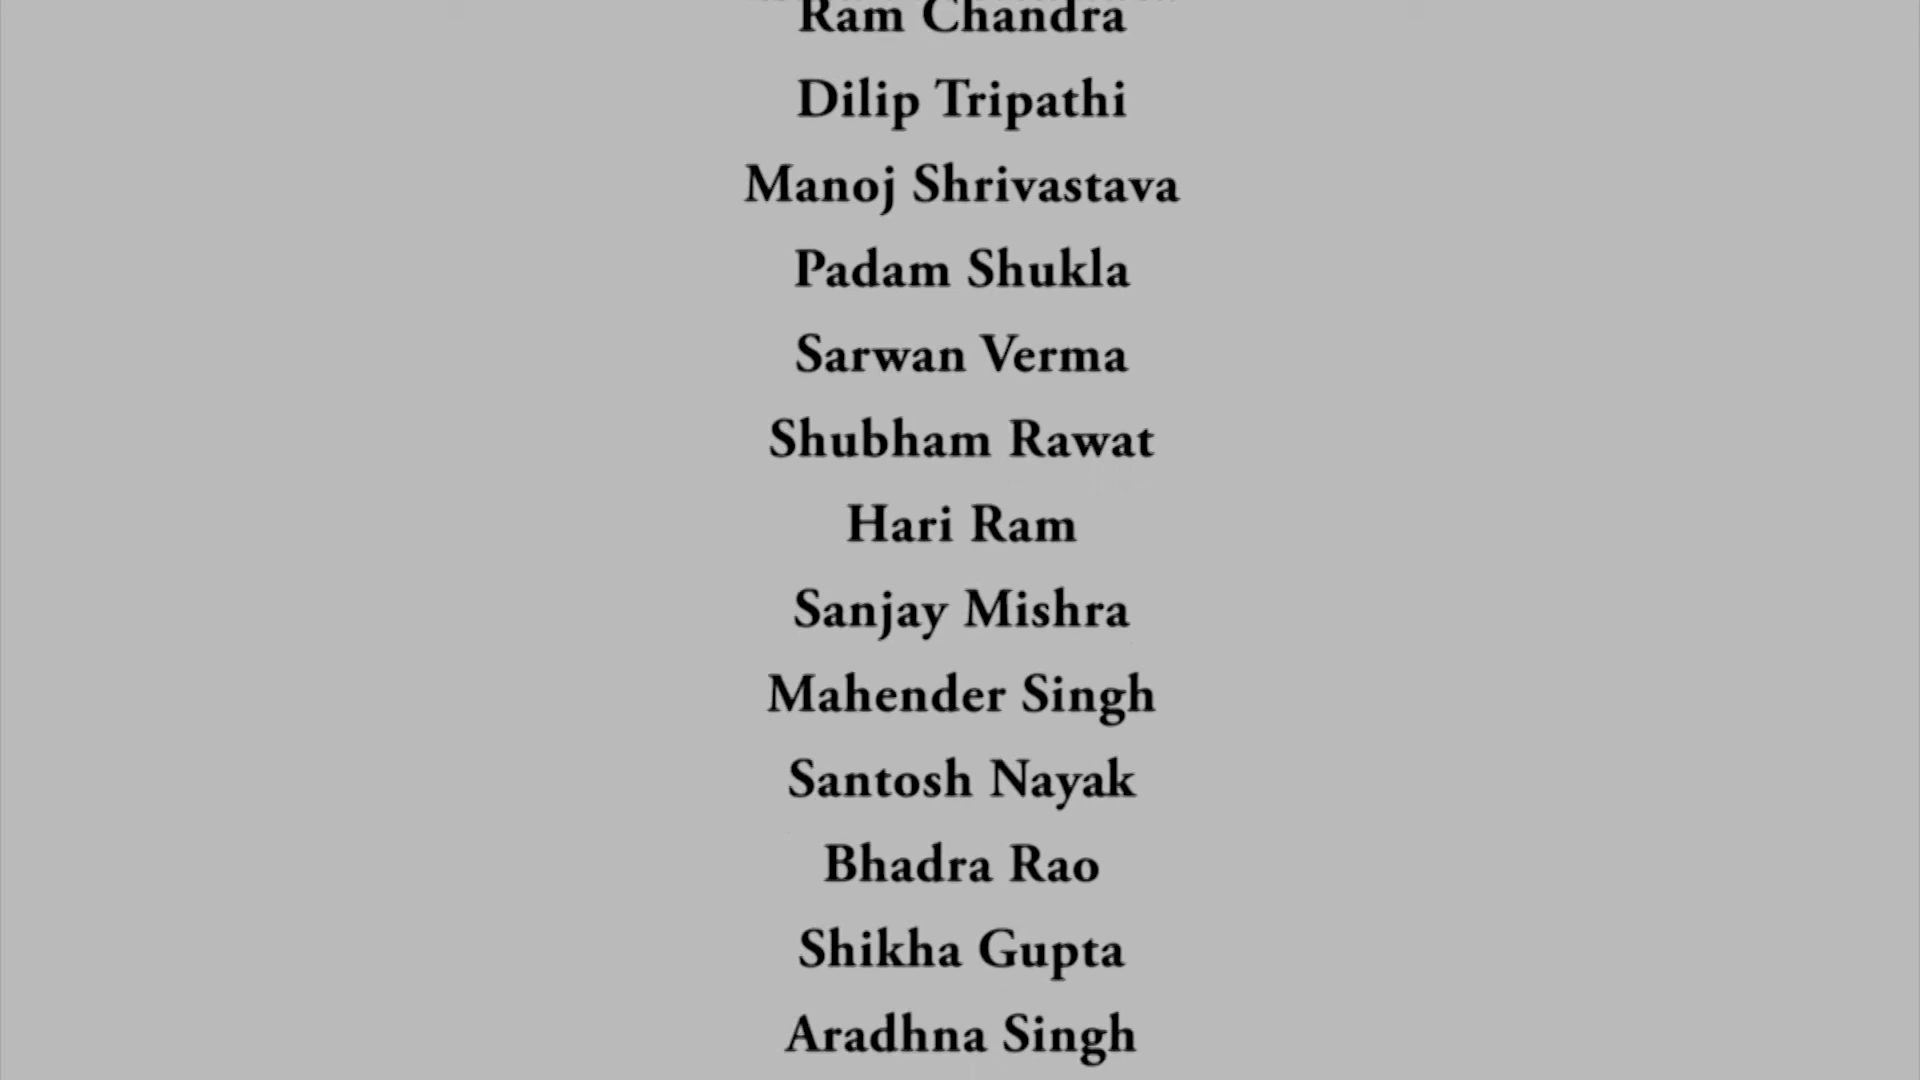 Ram Chandra
Dilip Tripathi
Manoj Shrivastava
Padam Shukla
Sarwan Verma
Shubham Rawat
Hari Ram
Sanjay Mishra
Mahender Singh
Santosh Nayak
Bhadra Rao
Shikha Gupta
Aradhna Singh